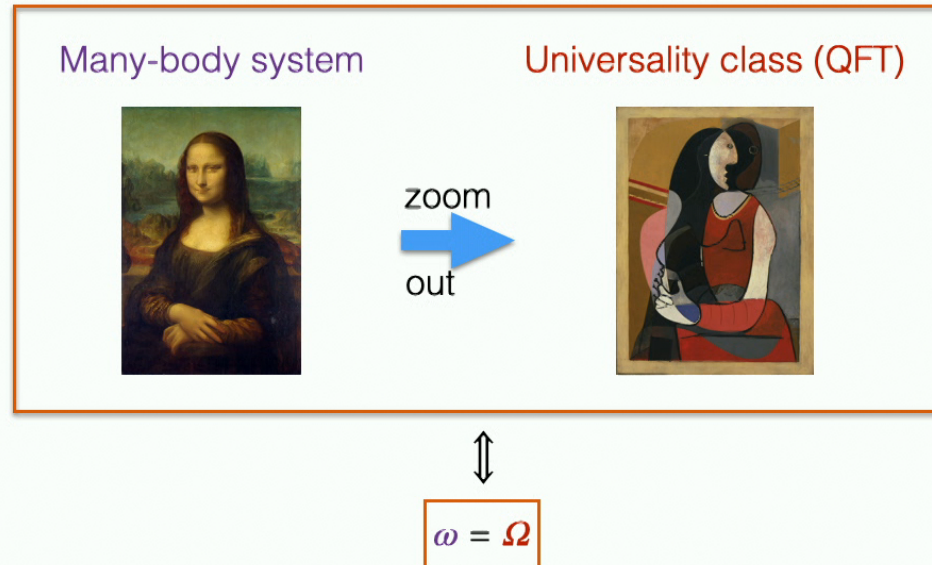 Many-body system
Universality class (QFT)
zoom
out
⇕
ω = Ω